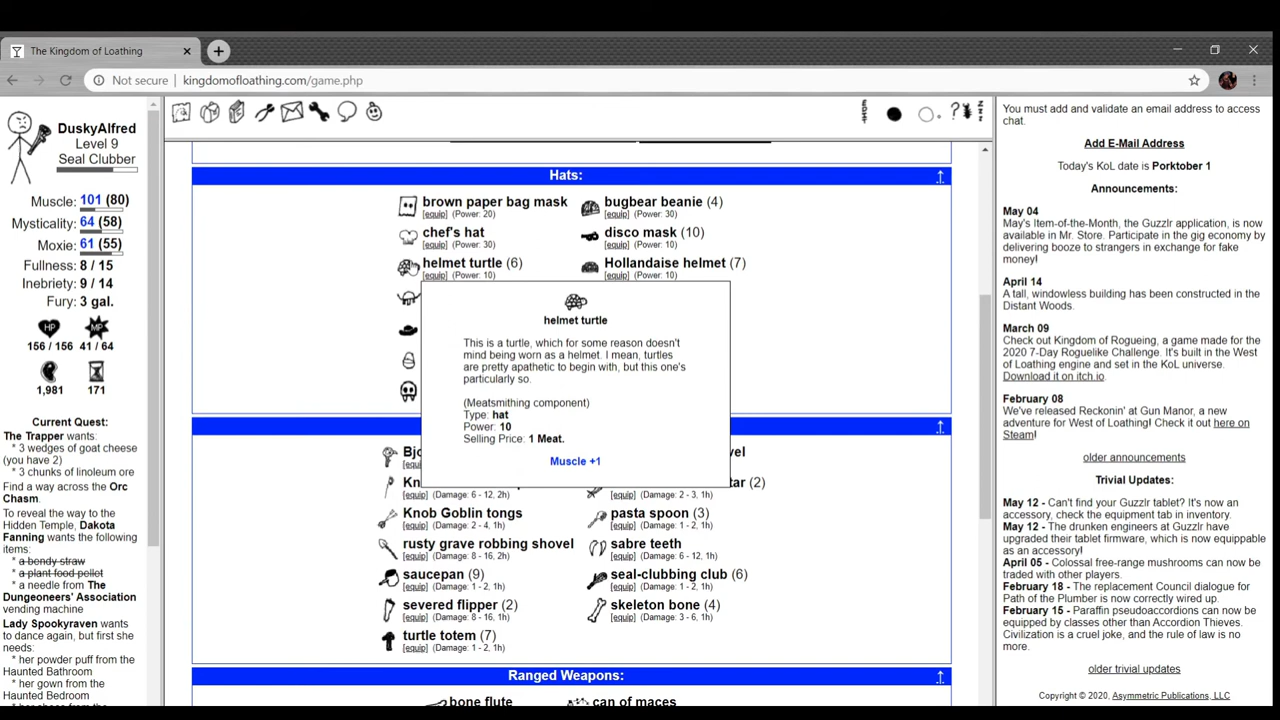 The Kingdom of Loathing
Not secure | kingdomofloathing.com/game.php
DuskyAlfred
Level 9
Seal Clubber
Muscle: 101 (80)
Mysticality: 64 (58)
Moxie: 61 (55)
Fullness: 8 / 15
Inebriety: 9 / 14
Fury: 3 gal.
HP MP
156 / 156 41 / 64
1,981 171
Current Quest:
The Trapper wants:
* 3 wedges of goat cheese
(you have 2)
* 3 chunks of linoleum ore
Find a way across the Orc
Chasm.
To reveal the way to the
Hidden Temple, Dakota
Fanning wants the following
items:
* a bendy straw
* a plant food pellet
* a needle from The
Dungeoneers' Association
vending machine
Lady Spookyraven wants
to dance again, but first she
needs:
* her powder puff from the
Haunted Bathroom
* her gown from the
Haunted Bedroom
Hats:
brown paper bag mask
[equip] (Power: 20)
bugbear beanie (4)
[equip] (Power: 30)
chef's hat
[equip] (Power: 30)
disco mask (10)
[equip] (Power: 10)
helmet turtle (6)
[equip] (Power: 10)
Hollandaise helmet (7)
[equip] (Power: 10)
helmet turtle
This is a turtle, which for some reason doesn't
mind being worn as a helmet. I mean, turtles
are pretty apathetic to begin with, but this one's
particularly so.
(Meatsmithing component)
Type: hat
Power: 10
Selling Price: 1 Meat.
Muscle +1
[equip] (Damage: 6 - 12, 2h)
[equip] (Damage: 2 - 3, 1h)
Knob Goblin tongs
[equip] (Damage: 2 - 4, 1h)
pasta spoon (3)
[equip] (Damage: 1 - 2, 1h)
rusty grave robbing shovel
[equip] (Damage: 8 - 16, 2h)
sabre teeth
[equip] (Damage: 6 - 12, 1h)
saucepan (9)
[equip] (Damage: 1 - 2, 1h)
seal-clubbing club (6)
[equip] (Damage: 1 - 2, 1h)
severed flipper (2)
[equip] (Damage: 8 - 16, 1h)
skeleton bone (4)
[equip] (Damage: 3 - 6, 1h)
turtle totem (7)
[equip] (Damage: 1 - 2, 1h)
Ranged Weapons:
bone flute
can of maces
You must add and validate an email address to access
chat.
Add E-Mail Address
Today's KoL date is Porktober 1
Announcements:
May 04
May's Item-of-the-Month, the Guzzlr application, is now
available in Mr. Store. Participate in the gig economy by
delivering booze to strangers in exchange for fake
money!
April 14
A tall, windowless building has been constructed in the
Distant Woods.
March 09
Check out Kingdom of Rogueing, a game made for the
2020 7-Day Roguelike Challenge. It's built in the West
of Loathing engine and set in the KoL universe.
Download it on itch io.
February 08
We've released Reckonin' at Gun Manor, a new
adventure for West of Loathing! Check it out here on
Steam!
older announcements
Trivial Updates:
May 12 - Can't find your Guzzlr tablet? It's now an
accessory, check the equipment tab in inventory.
May 12 - The drunken engineers at Guzzlr have
upgraded their tablet firmware, which is now equippable
as an accessory!
April 05 - Colossal free-range mushrooms can now be
traded with other players.
February 18 - The replacement Council dialogue for
Path of the Plumber is now correctly wired up.
February 15 - Paraffin pseudoaccordions can now be
equipped by classes other than Accordion Thieves.
Civilization is a cruel joke, and the rule of law is no
more.
older trivial updates
Copyright © 2020, Asymmetric Publications, LLC